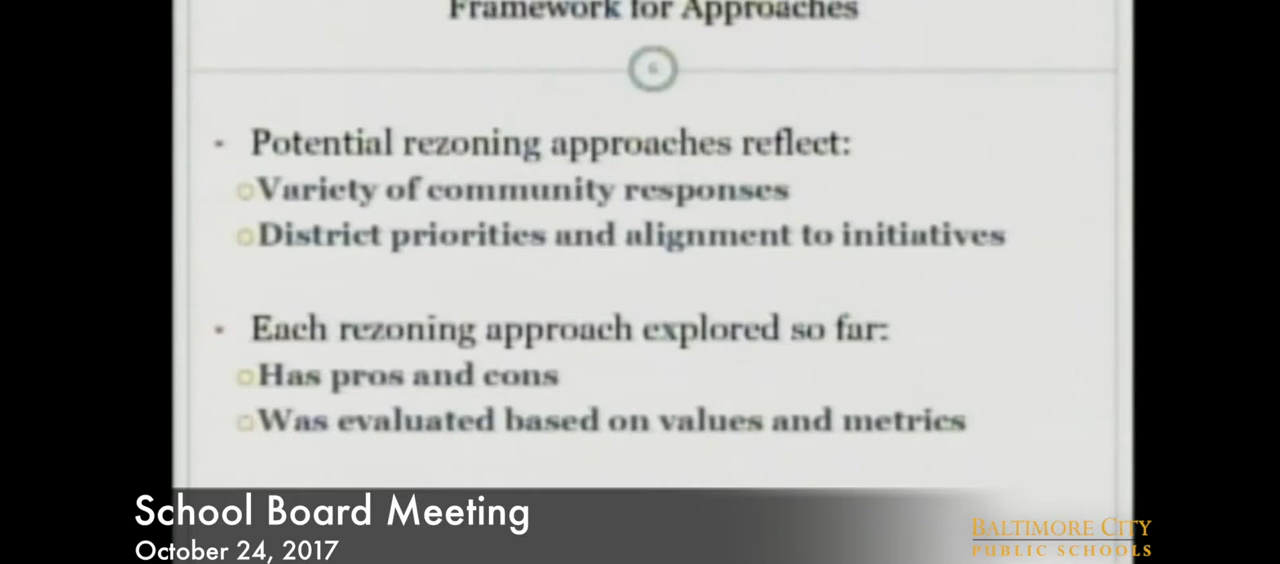 Framework for Approaches
6
- Potential rezoning approaches reflect:
Variety of community responses
District priorities and alignment to initiatives
- Each rezoning approach explored so far:
Has pros and cons
Was evaluated based on values and metrics
School Board Meeting
October 24, 2017
BALTIMORE CITY
PUBLIC SCHOOLS